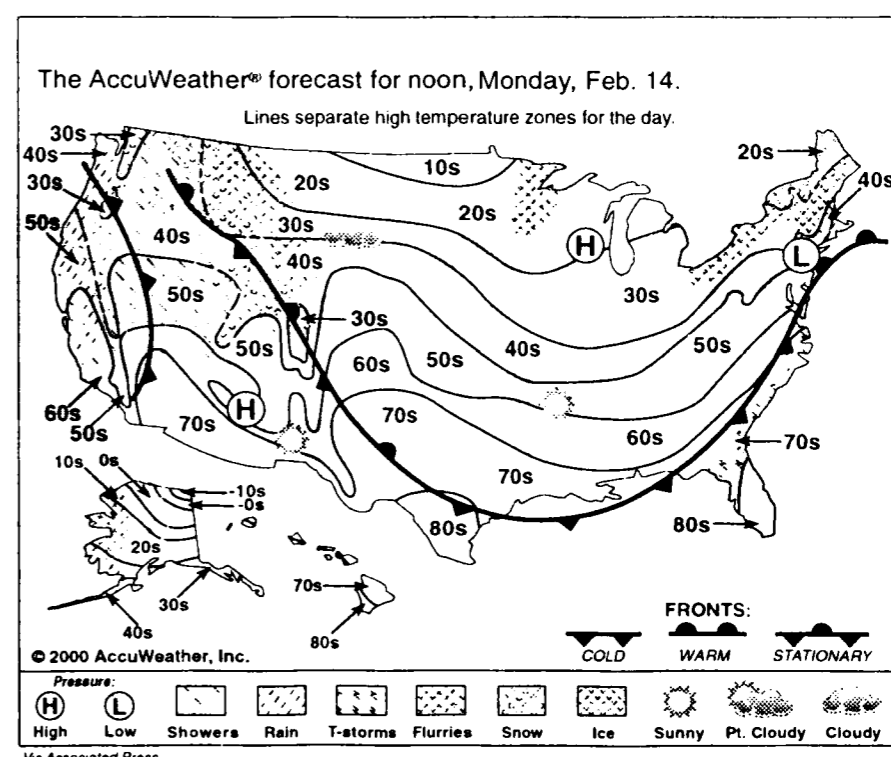 The AccuWeather® forecast for noon, Monday, Feb. 14.
Lines separate high temperature zones for the day.
30s
40s
30s
50s
10s
20s
20s
20s
40s
30s
40s
40s
50s
30s
30s
50s
60s
50s
40s
50s
70s
60s
50s
70s
60s
70s
70s
80s
80s
H
H
L
10s
0s
-10s
-0s
20s
30s
40s
70s
80s
FRONTS:
COLD WARM STATIONARY
© 2000 AccuWeather, Inc.
Pressure:
H L
High Low Showers Rain T-storms Flurries Snow Ice Sunny Pt. Cloudy Cloudy
Via Associated Press